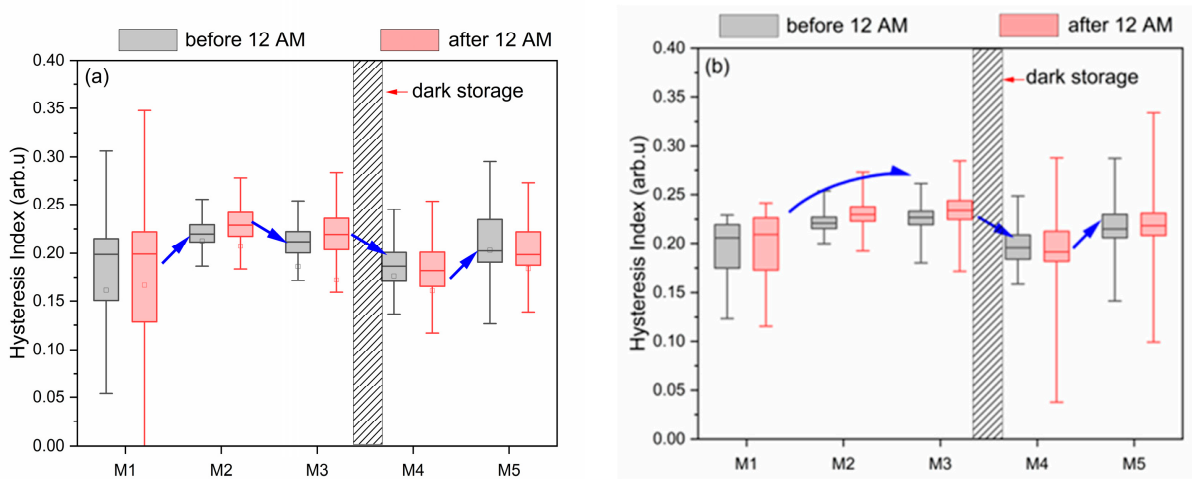 before 12 AM
after 12 AM
(a)
dark storage
Hysteresis Index (arb.u)
0.40
0.35
0.30
0.25
0.20
0.15
0.10
0.05
0.00
M1
M2
M3
M4
M5
before 12 AM
after 12 AM
(b)
dark storage
Hysteresis Index (arb.u)
0.40
0.35
0.30
0.25
0.20
0.15
0.10
0.05
0.00
M1
M2
M3
M4
M5